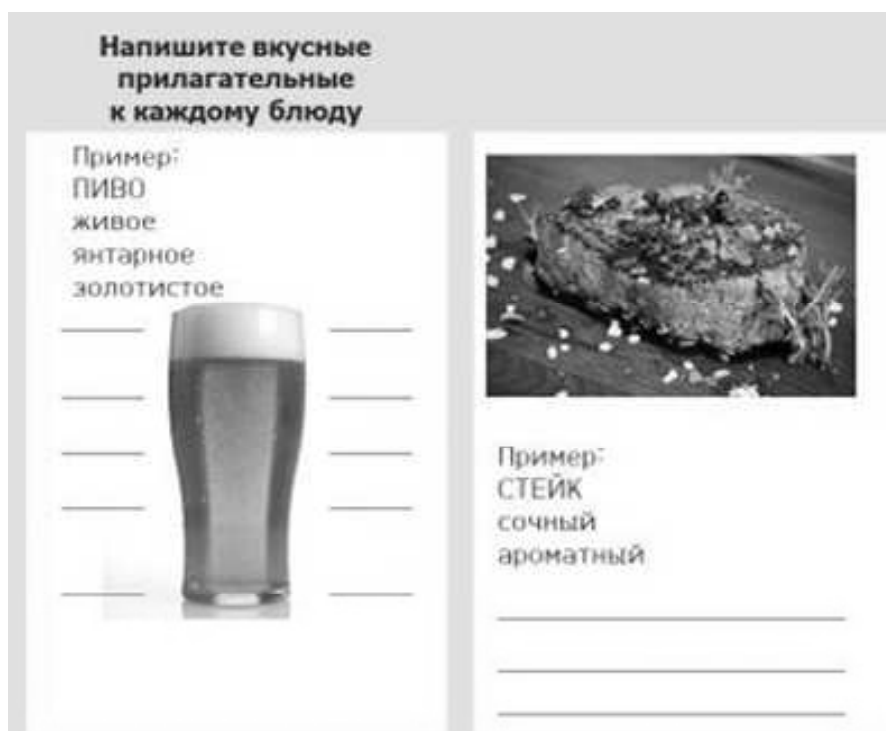 Напишите вкусные
прилагательные
к каждому блюду
Пример:
ПИВО
живое
янтарное
золотистое
Пример:
СТЕЙК
сочный
ароматный